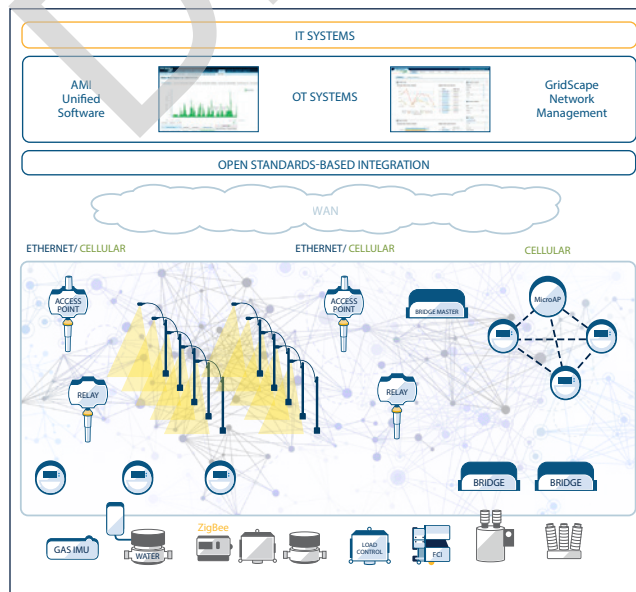 IT SYSTEMS
AMI
Unified
Software
OT SYSTEMS
GridScape
Network
Management
OPEN STANDARDS-BASED INTEGRATION
WAN
ETHERNET/ CELLULAR
ETHERNET/ CELLULAR
CELLULAR
ACCESS
POINT
ACCESS
POINT
BRIDGE MASTER
MicroAP
RELAY
RELAY
BRIDGE
BRIDGE
ZigBee
GAS IMU
WATER
LOAD
CONTROL
FCI